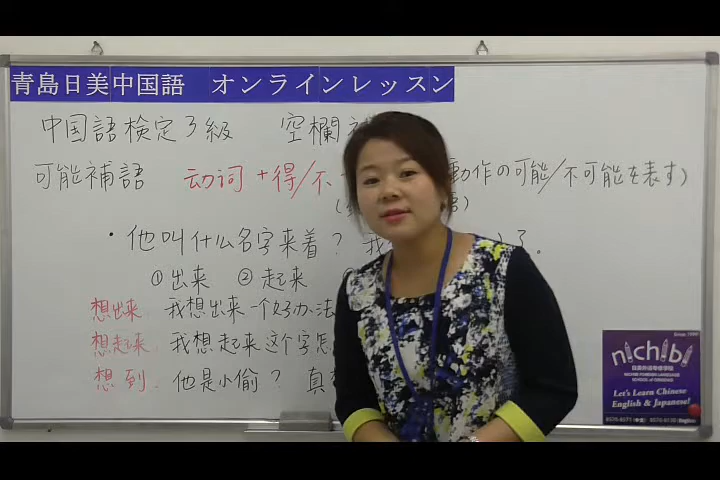 青島日美中国語 オンラインレッスン
中国語検定3級 空欄
可能補語 动词+得/不 動作の可能/不可能を表す)
・他叫什么名字来着? 我 )了。
①出来 ②起来
想出来. 我想出来一个好办法
想起来. 我想起来这个字怎
想到. 他是小偷? 真
Since 1999
nichibi
Let's Learn Chinese
English & Japanese!